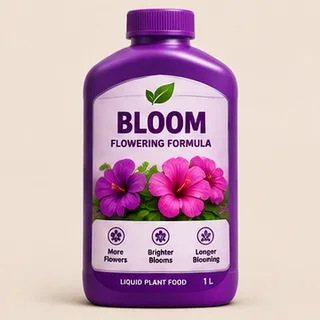 BLOOM
FLOWERING FORMULA
More
Flowers
Brighter
Blooms
Longer
Blooming
LIQUID PLANT FOOD 1 L